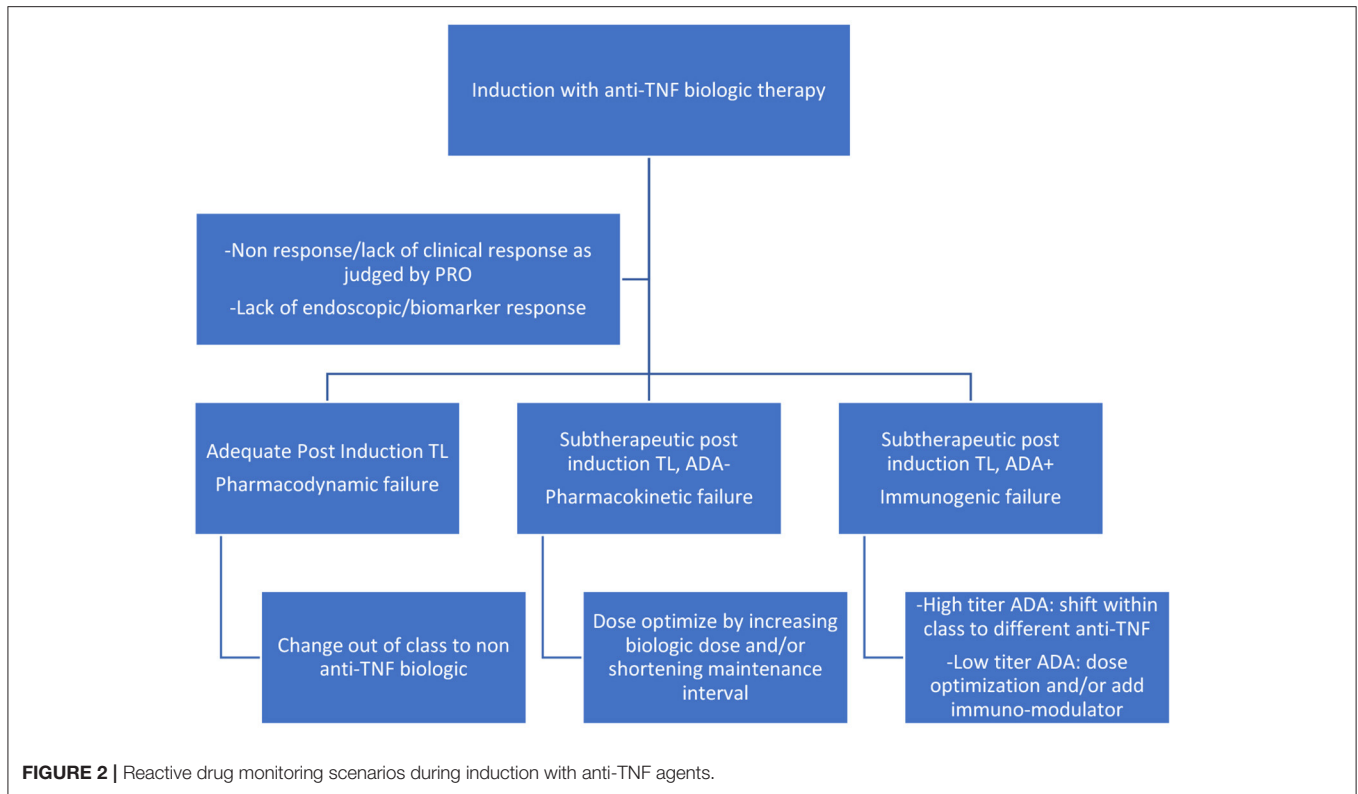 Induction with anti-TNF biologic therapy
-Non response/lack of clinical response as
judged by PRO
-Lack of endoscopic/biomarker response
Adequate Post Induction TL
Pharmacodynamic failure
Subtherapeutic post
induction TL, ADA-
Pharmacokinetic failure
Subtherapeutic post
induction TL, ADA+
Immunogenic failure
Change out of class to non
anti-TNF biologic
Dose optimize by increasing
biologic dose and/or
shortening maintenance
interval
-High titer ADA: shift within
class to different anti-TNF
-Low titer ADA: dose
optimization and/or add
immuno-modulator
FIGURE 2 | Reactive drug monitoring scenarios during induction with anti-TNF agents.